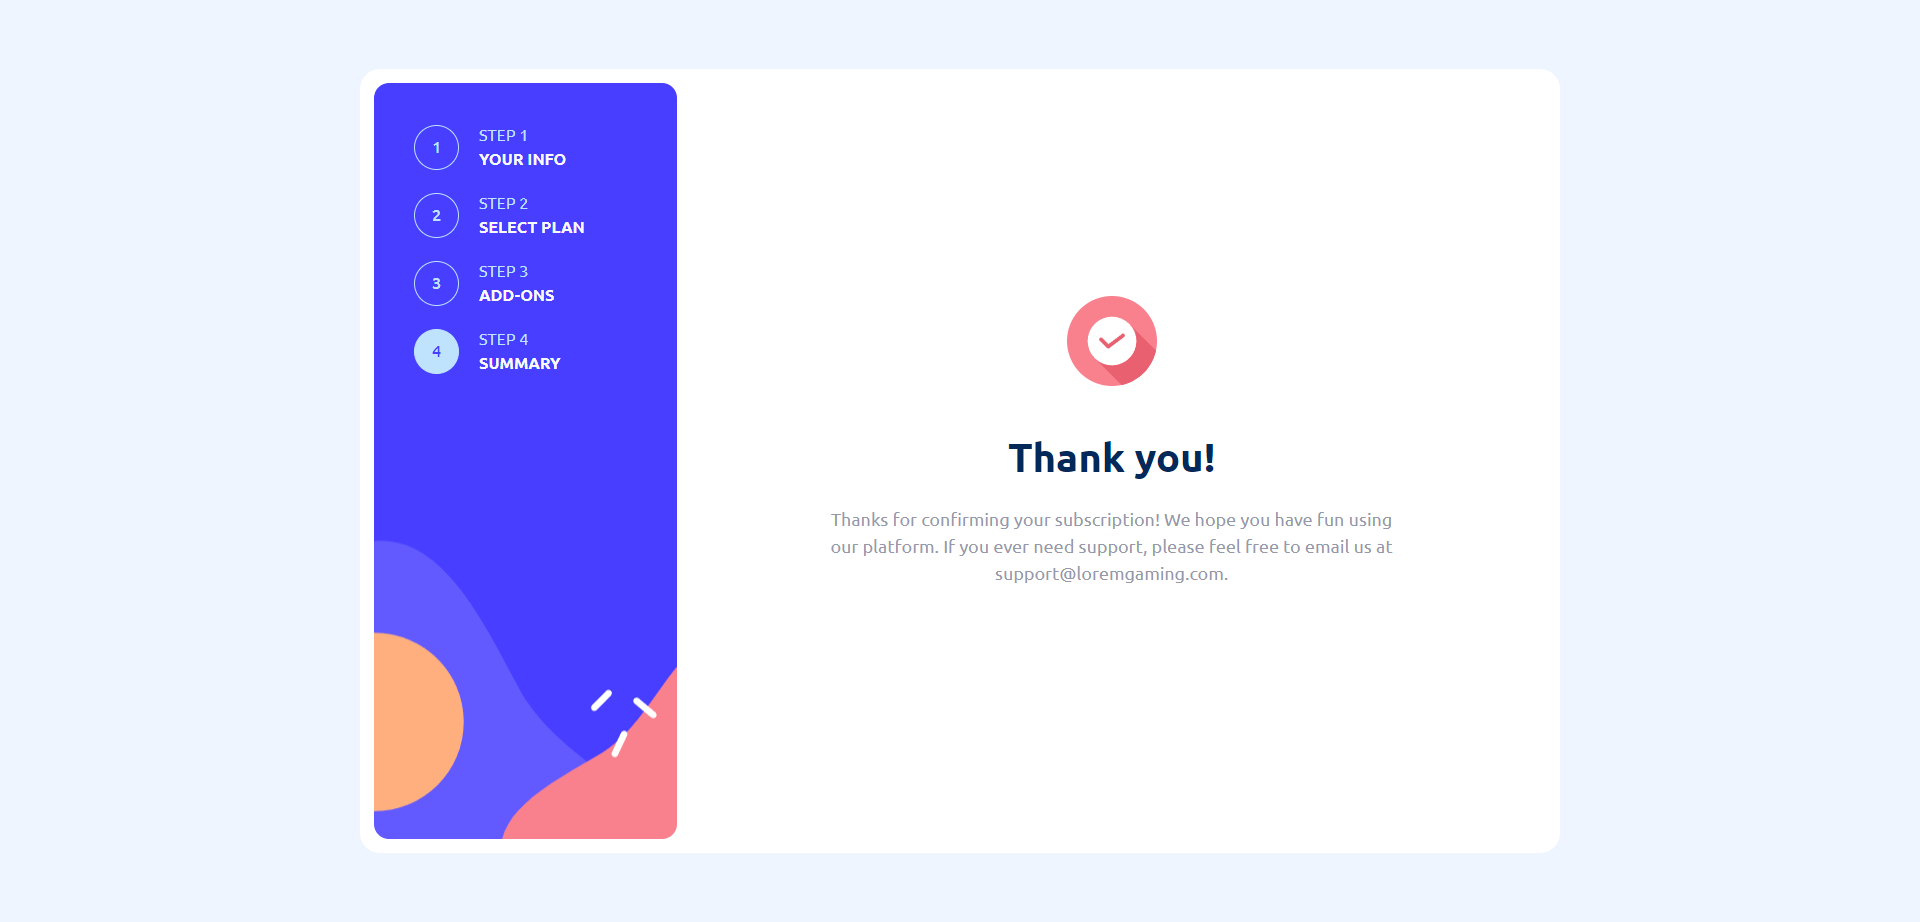 1
STEP 1
YOUR INFO
2
STEP 2
SELECT PLAN
3
STEP 3
ADD-ONS
4
STEP 4
SUMMARY
Thank you!
Thanks for confirming your subscription! We hope you have fun using
our platform. If you ever need support, please feel free to email us at
support@loremgaming.com.